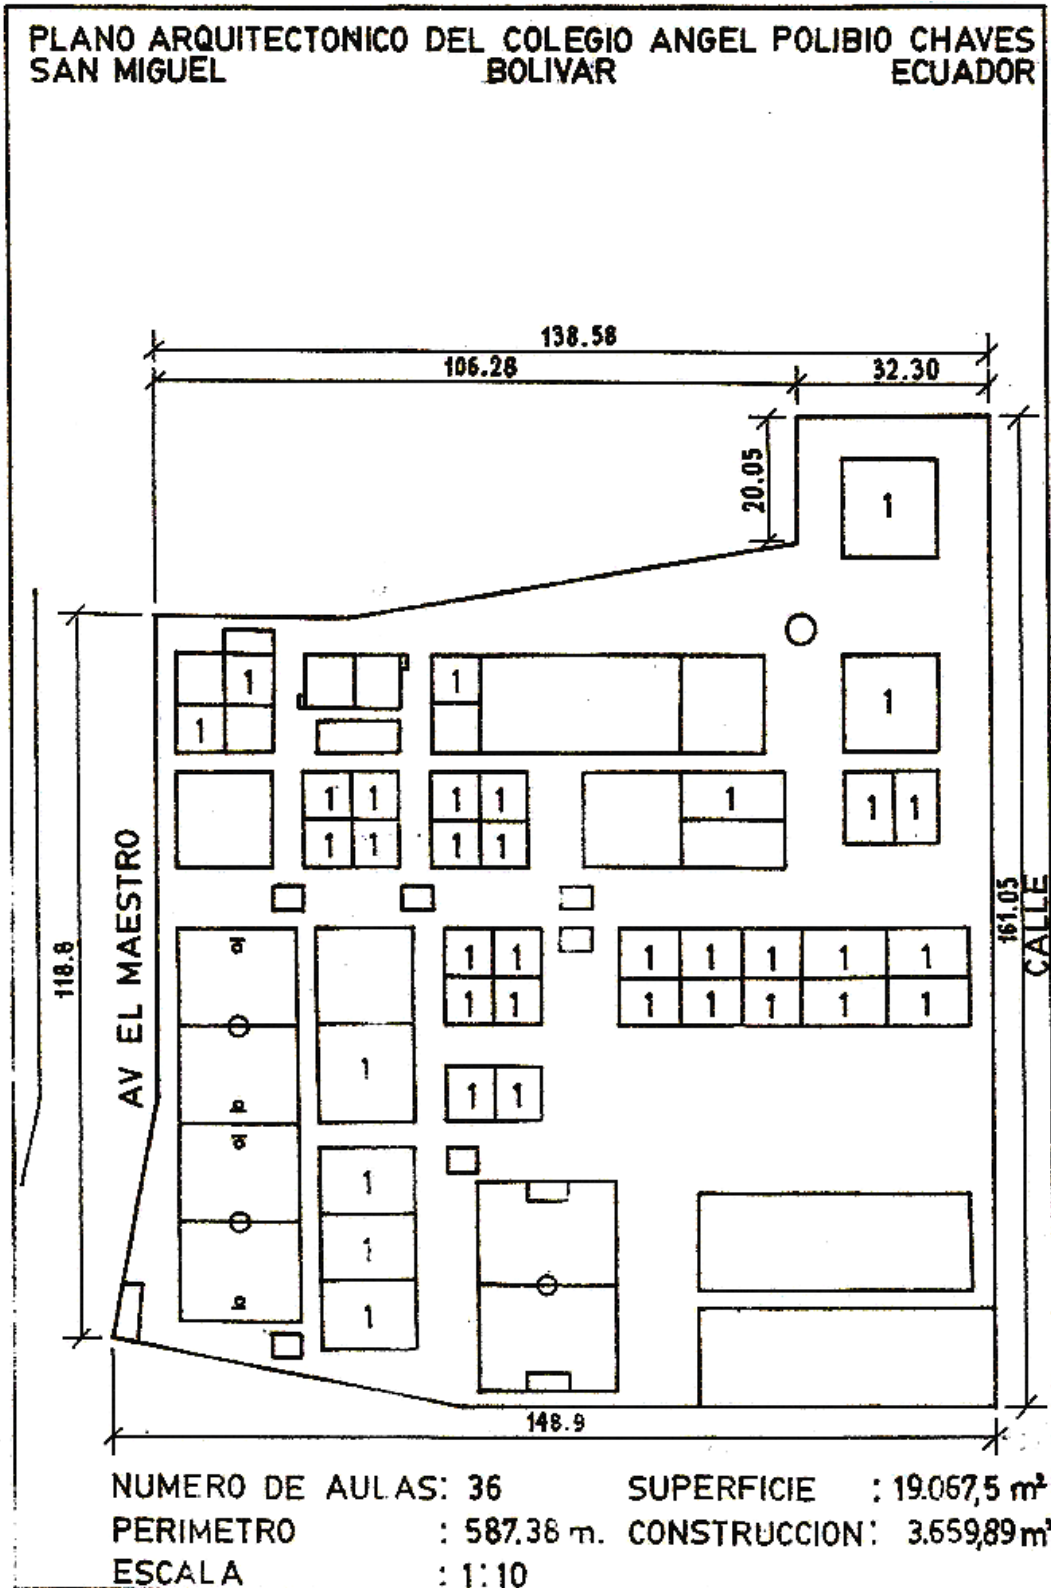 PLANO ARQUITECTONICO DEL COLEGIO ANGEL POLIBIO CHAVES
SAN MIGUEL BOLIVAR ECUADOR
138.58
106.28 32.30
20.05
1
1
1
1
1
1 1
1 1
1 1
1 1
1
1 1
118.8
AV EL MAESTRO
161.05
CALLE
1 1
1 1
1 1 1 1 1
1 1 1 1 1
1
1 1
1
1
1
148.9
NUMERO DE AULAS: 36 SUPERFICIE : 19.067,5 m²
PERIMETRO : 587.38 m. CONSTRUCCION: 3.659,89 m²
ESCALA : 1:10